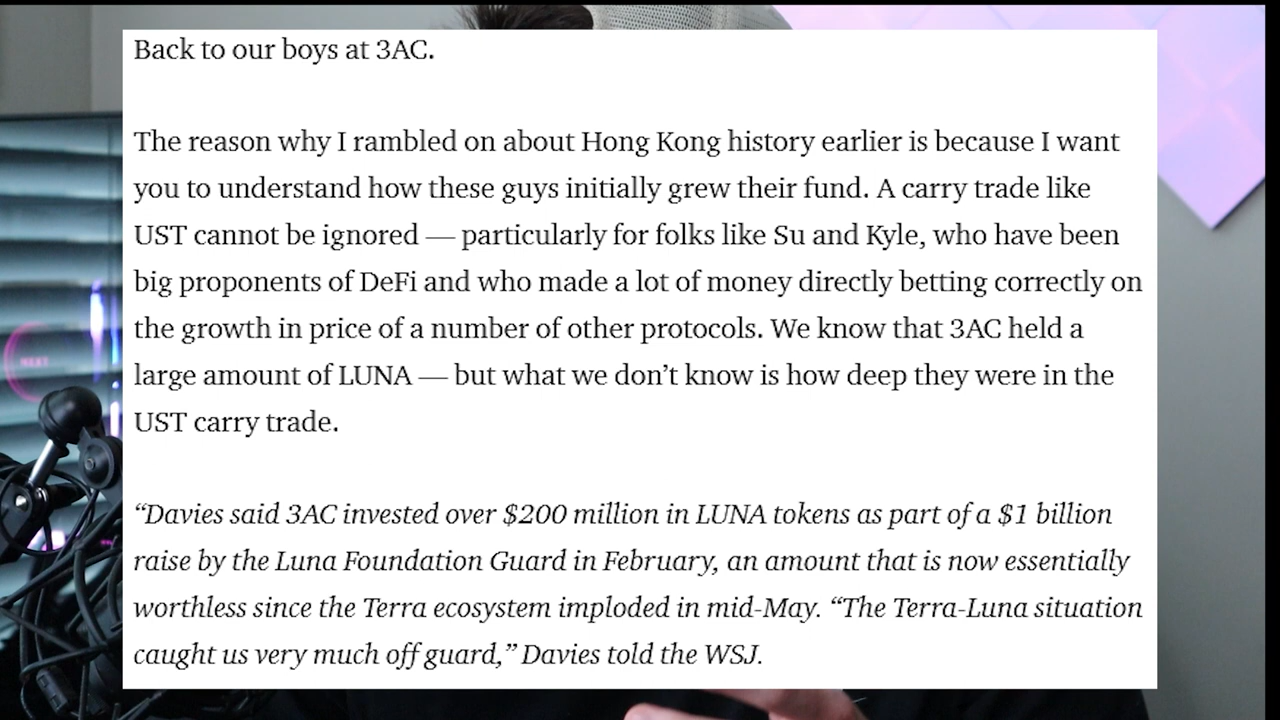 Back to our boys at 3AC.
The reason why I rambled on about Hong Kong history earlier is because I want
you to understand how these guys initially grew their fund. A carry trade like
UST cannot be ignored — particularly for folks like Su and Kyle, who have been
big proponents of DeFi and who made a lot of money directly betting correctly on
the growth in price of a number of other protocols. We know that 3AC held a
large amount of LUNA — but what we don’t know is how deep they were in the
UST carry trade.
“Davies said 3AC invested over $200 million in LUNA tokens as part of a $1 billion
raise by the Luna Foundation Guard in February, an amount that is now essentially
worthless since the Terra ecosystem imploded in mid-May. “The Terra-Luna situation
caught us very much off guard,” Davies told the WSJ.